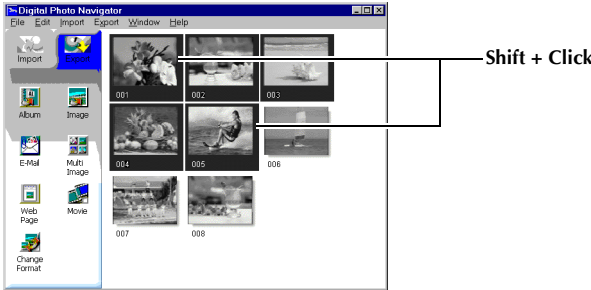 Digital Photo Navigator
File Edit Import Export Window Help
Import Export
Shift + Click
001 002 003
Album Image
004 005 006
E-Mail Multi Image
Web Page Movie
007 008
Change Format